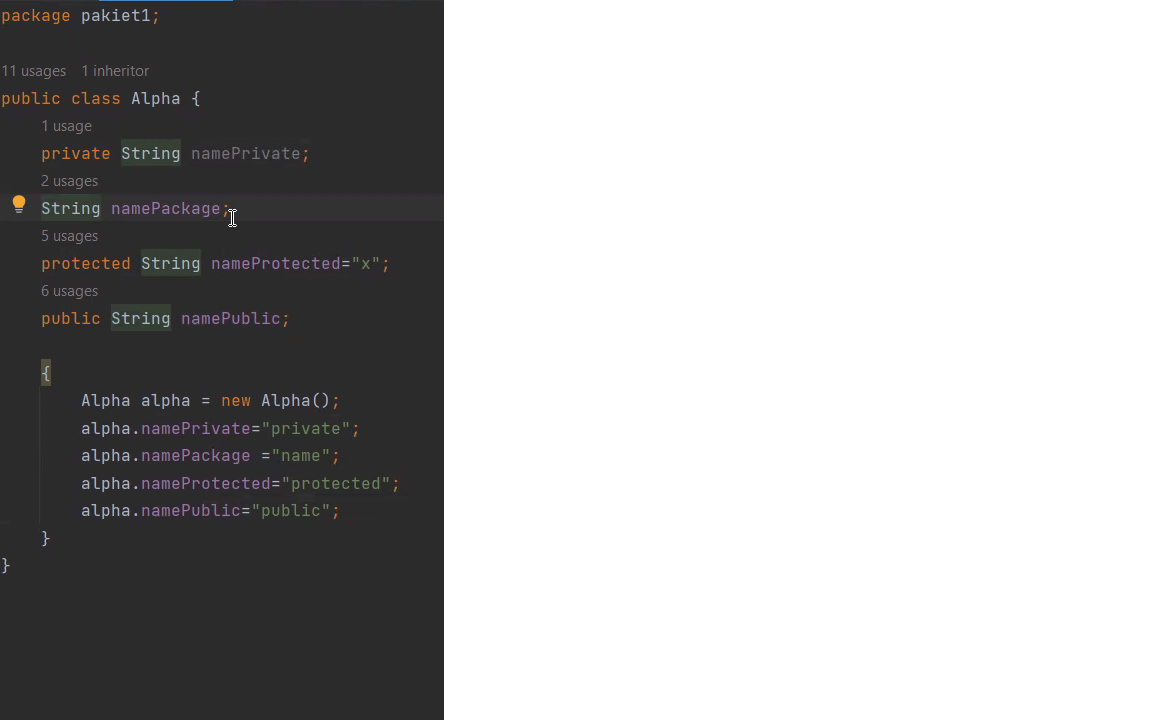 package pakiet1;
11 usages 1 inheritor
public class Alpha {
1 usage
private String namePrivate;
2 usages
String namePackage;
5 usages
protected String nameProtected="x";
6 usages
public String namePublic;
{
Alpha alpha = new Alpha();
alpha.namePrivate="private";
alpha.namePackage ="name";
alpha.nameProtected="protected";
alpha.namePublic="public";
}
}